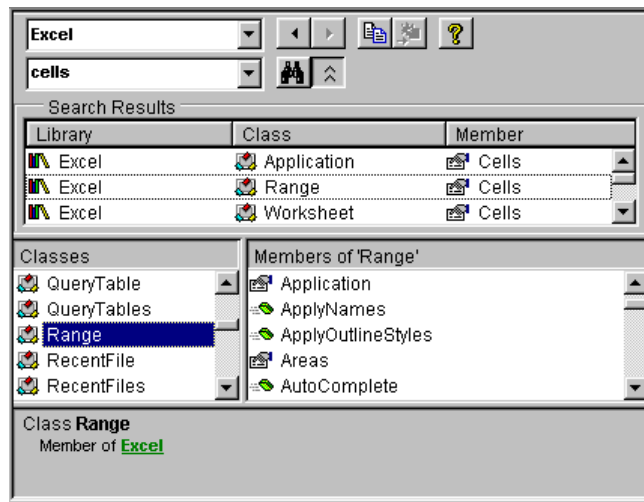 Excel
cells
Search Results
Library Class Member
Excel Application Cells
Excel Range Cells
Excel Worksheet Cells
Classes
QueryTable
QueryTables
Range
RecentFile
RecentFiles
Members of 'Range'
Application
ApplyNames
ApplyOutlineStyles
Areas
AutoComplete
Class Range
Member of Excel